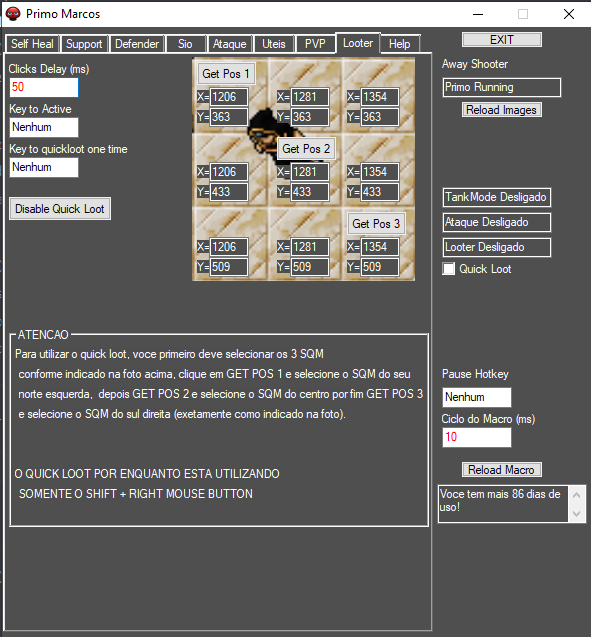 Primo Marcos
Self Heal
Support
Defender
Sio
Ataque
Uteis
PVP
Looter
Help
EXIT
Clicks Delay (ms)
50
Key to Active
Nenhum
Key to quickloot one time
Nenhum
Disable Quick Loot
Get Pos 1
X= 1206 X= 1281 X= 1354
Y= 363 Y= 363 Y= 363
Get Pos 2
X= 1206 X= 1281 X= 1354
Y= 433 Y= 433 Y= 433
Get Pos 3
X= 1206 X= 1281 X= 1354
Y= 509 Y= 509 Y= 509
ATENCAO
Para utilizar o quick loot, voce primeiro deve selecionar os 3 SQM
conforme indicado na foto acima, clique em GET POS 1 e selecione o SQM do seu
norte esquerda, depois GET POS 2 e selecione o SQM do centro por fim GET POS 3
e selecione o SQM do sul direita (exetamente como indicado na foto).
O QUICK LOOT POR ENQUANTO ESTA UTILIZANDO
SOMENTE O SHIFT + RIGHT MOUSE BUTTON
Away Shooter
Primo Running
Reload Images
TankMode Desligado
Ataque Desligado
Looter Desligado
Quick Loot
Pause Hotkey
Nenhum
Ciclo do Macro (ms)
10
Reload Macro
Voce tem mais 86 dias de
uso!